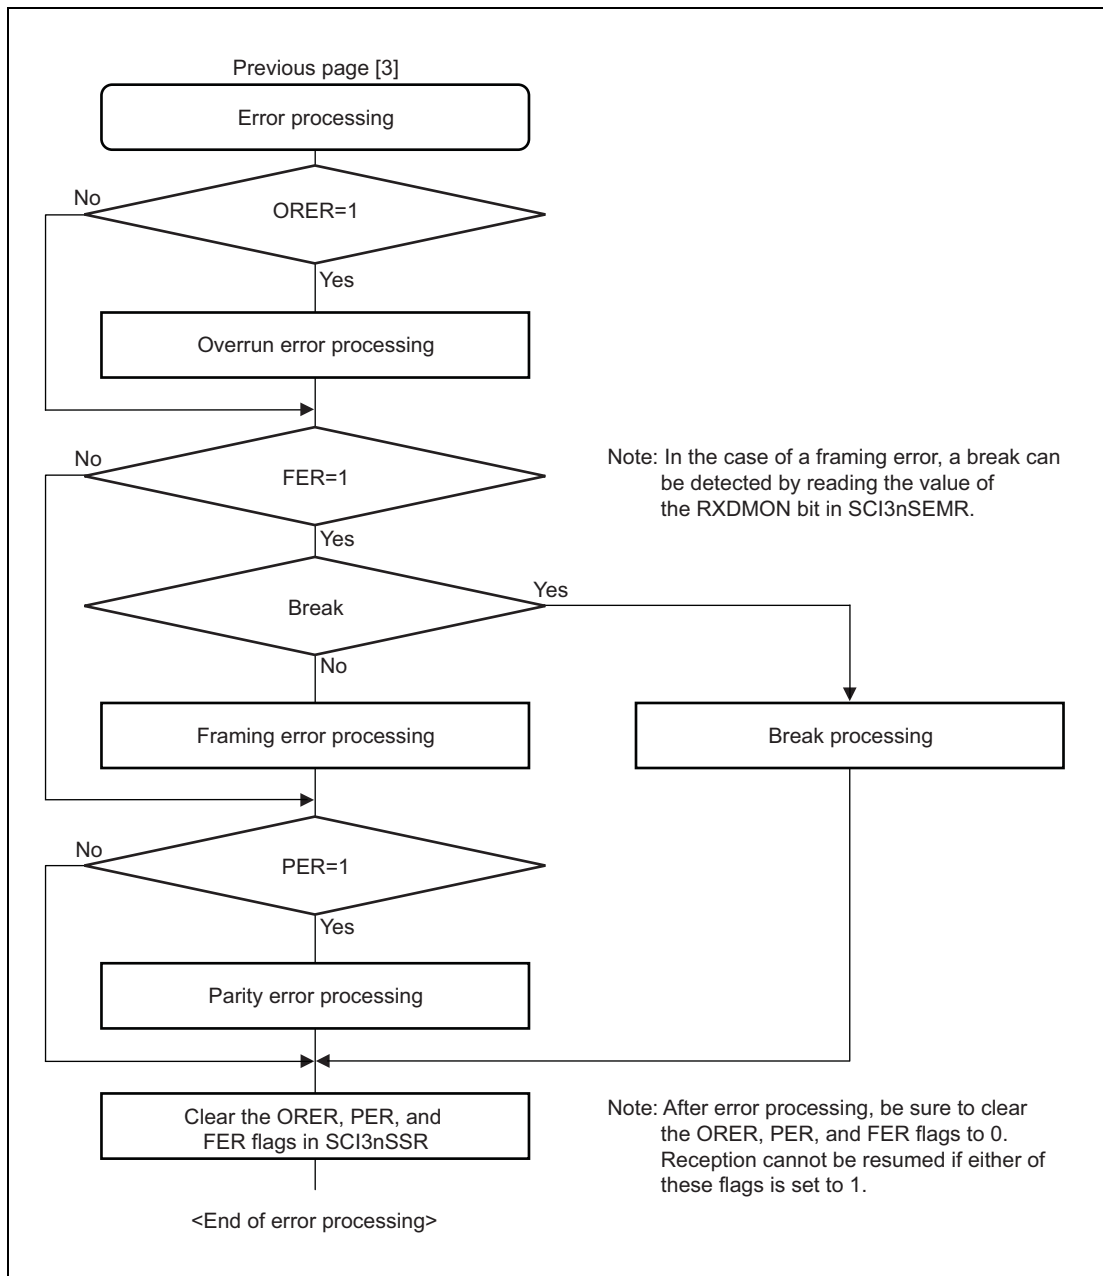 Previous page [3]
Error processing
No
ORER=1
Yes
Overrun error processing
No
FER=1
Note: In the case of a framing error, a break can
be detected by reading the value of
the RXDMON bit in SCI3nSEMR.
Yes
Yes
Break
No
Framing error processing
Break processing
No
PER=1
Yes
Parity error processing
Clear the ORER, PER, and
FER flags in SCI3nSSR
Note: After error processing, be sure to clear
the ORER, PER, and FER flags to 0.
Reception cannot be resumed if either of
these flags is set to 1.
<End of error processing>